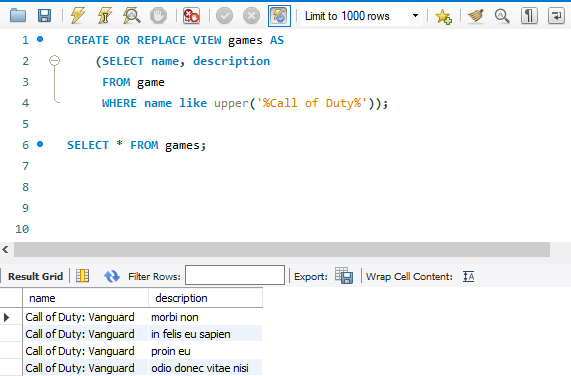 Limit to 1000 rows
1 CREATE OR REPLACE VIEW games AS
2 (SELECT name, description
3 FROM game
4 WHERE name like upper('%Call of Duty%'));
5
6 SELECT * FROM games;
7
8
9
10
Result Grid Filter Rows: Export: Wrap Cell Content: IA
name description
Call of Duty: Vanguard morbi non
Call of Duty: Vanguard in felis eu sapien
Call of Duty: Vanguard proin eu
Call of Duty: Vanguard odio donec vitae nisi